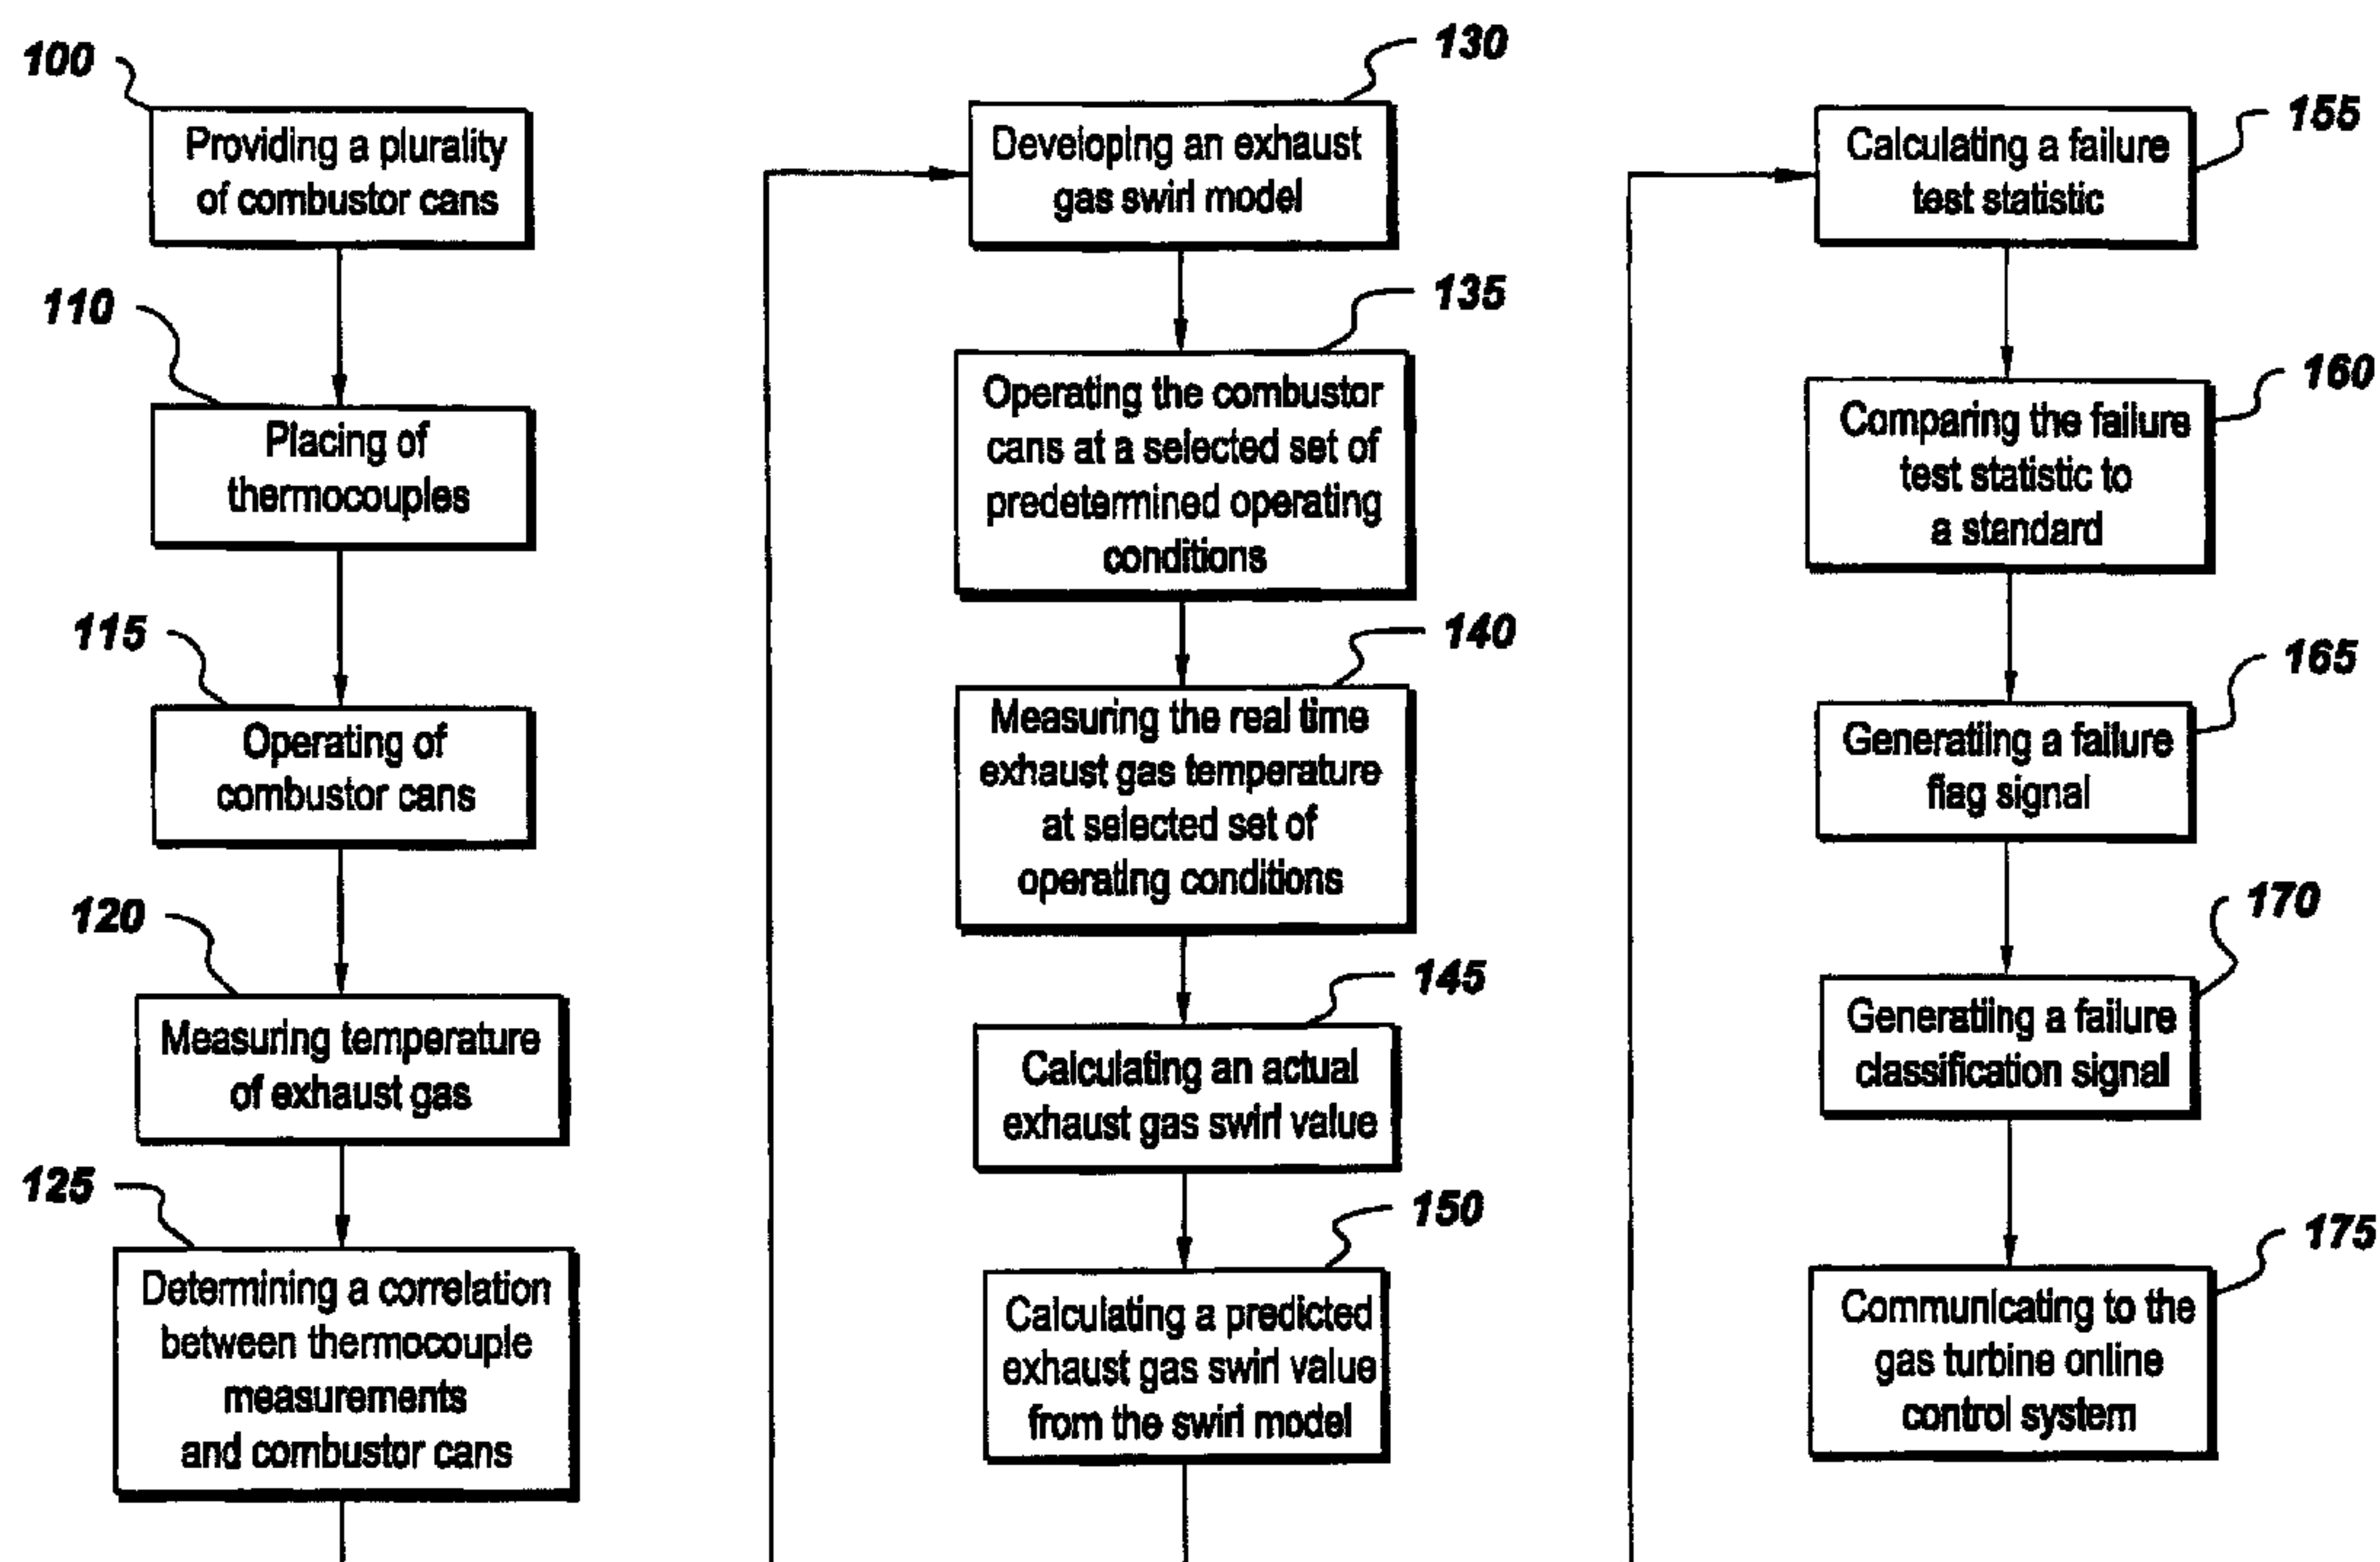 100
Providing a plurality
of combustor cans
110
Placing of
thermocouples
115
Operating of
combustor cans
120
Measuring temperature
of exhaust gas
125
Determining a correlation
between thermocouple
measurements
and combustor cans
130
Developing an exhaust
gas swirl model
135
Operating the combustor
cans at a selected set of
predetermined operating
conditions
140
Measuring the real time
exhaust gas temperature
at selected set of
operating conditions
145
Calculating an actual
exhaust gas swirl value
150
Calculating a predicted
exhaust gas swirl value
from the swirl model
155
Calculating a failure
test statistic
160
Comparing the failure
test statistic to
a standard
165
Generatiing a failure
flag signal
170
Generatiing a failure
classification signal
175
Communicating to the
gas turbine online
control system